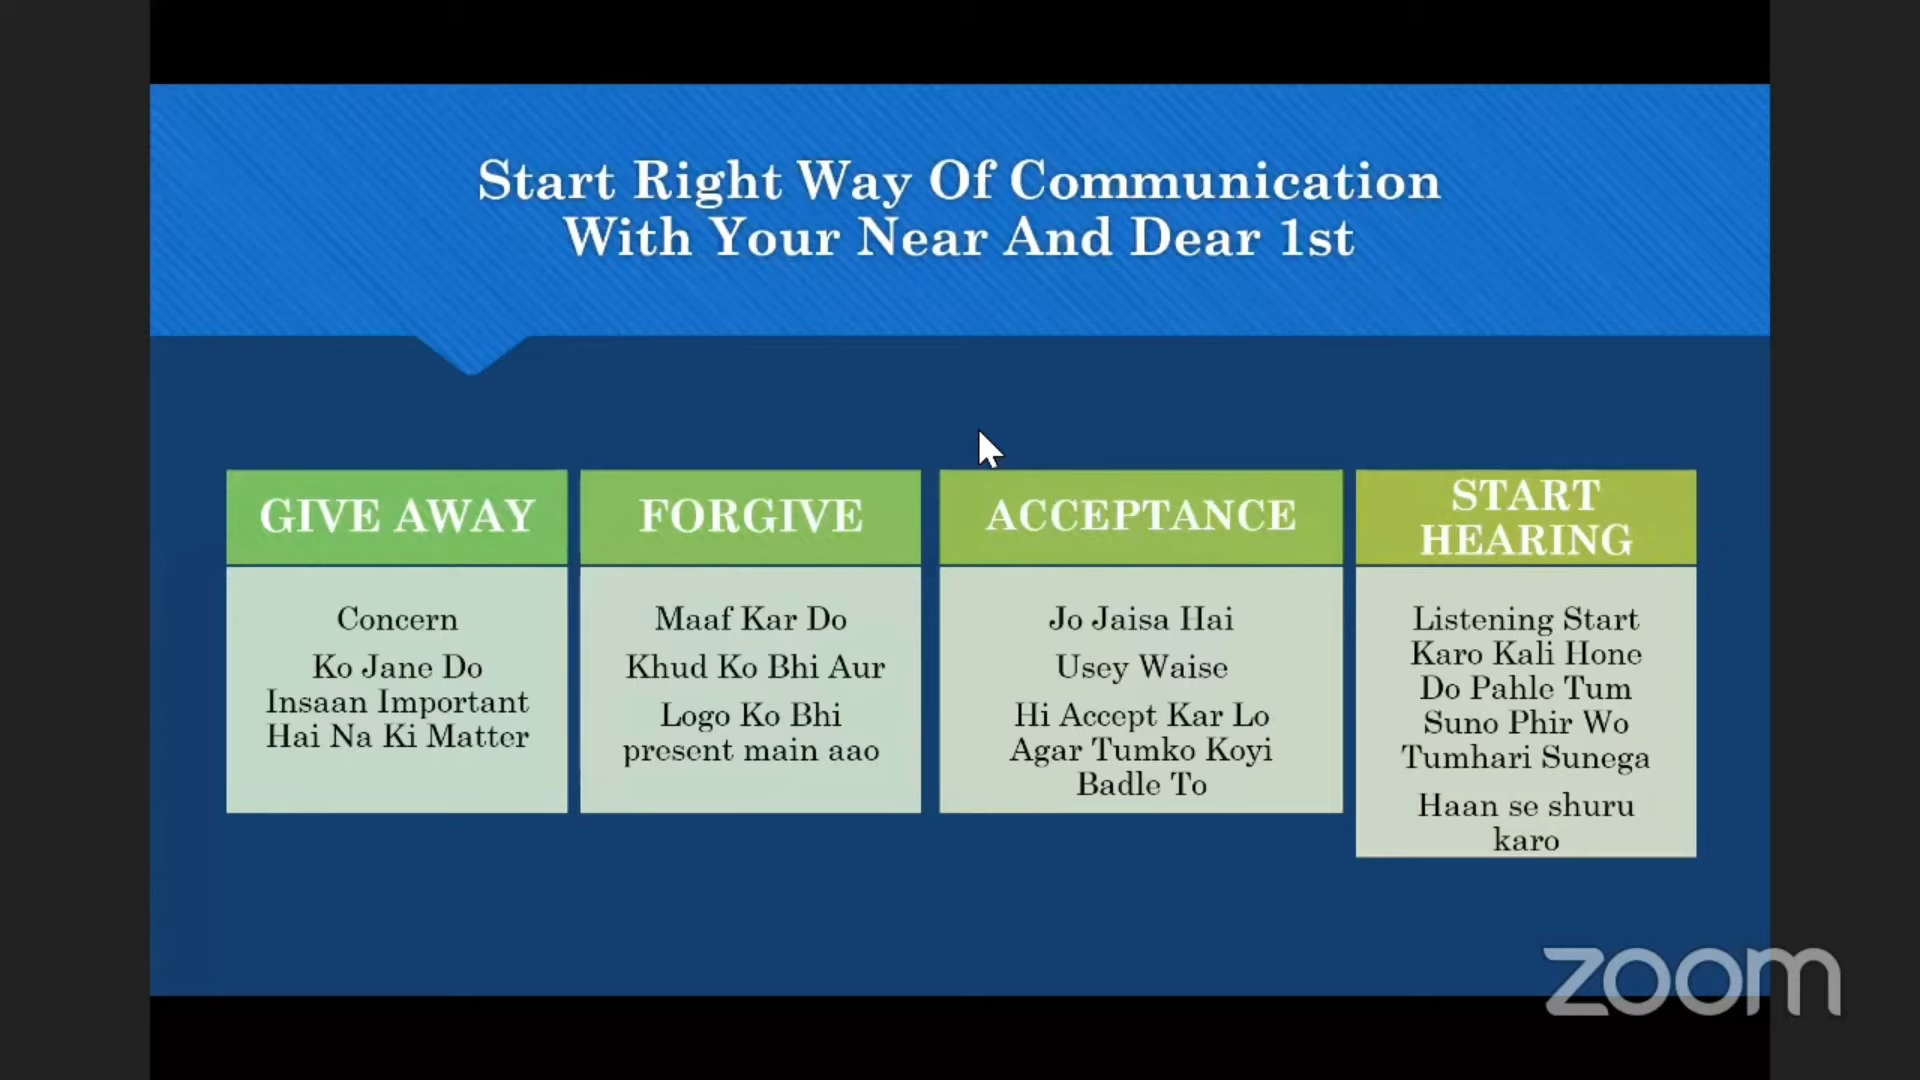 Start Right Way Of Communication
With Your Near And Dear 1st
GIVE AWAY
Concern
Ko Jane Do
Insaan Important
Hai Na Ki Matter
FORGIVE
Maaf Kar Do
Khud Ko Bhi Aur
Logo Ko Bhi
present main aao
ACCEPTANCE
Jo Jaisa Hai
Usey Waise
Hi Accept Kar Lo
Agar Tumko Koyi
Badle To
START
HEARING
Listening Start
Karo Kali Hone
Do Pahle Tum
Suno Phir Wo
Tumhari Sunega
Haan se shuru
karo
zoom